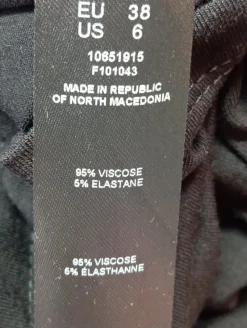 EU 38
US 6
10651915
F101043
MADE IN REPUBLIC
OF NORTH MACEDONIA
95% VISCOSE
5% ELASTANE
95% VISCOSE
5% ÉLASTHANNE